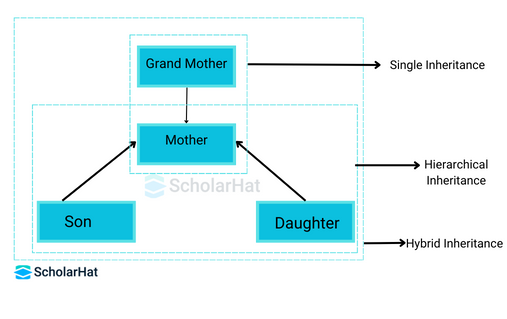 Grand Mother
Single Inheritance
Mother
Hierarchical
Inheritance
ScholarHat
Son
Daughter
Hybrid Inheritance
ScholarHat